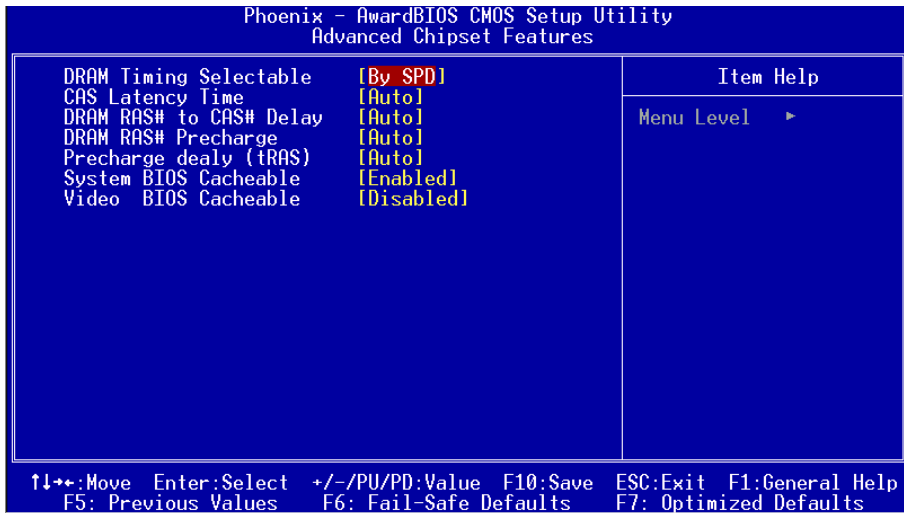 Phoenix - AwardBIOS CMOS Setup Utility
Advanced Chipset Features
DRAM Timing Selectable [By SPD]
CAS Latency Time [Auto]
DRAM RAS# to CAS# Delay [Auto]
DRAM RAS# Precharge [Auto]
Precharge dealy (tRAS) [Auto]
System BIOS Cacheable [Enabled]
Video BIOS Cacheable [Disabled]
Item Help
Menu Level ►
↑↓→←:Move Enter:Select +/-/PU/PD:Value F10:Save ESC:Exit F1:General Help
F5: Previous Values F6: Fail-Safe Defaults F7: Optimized Defaults